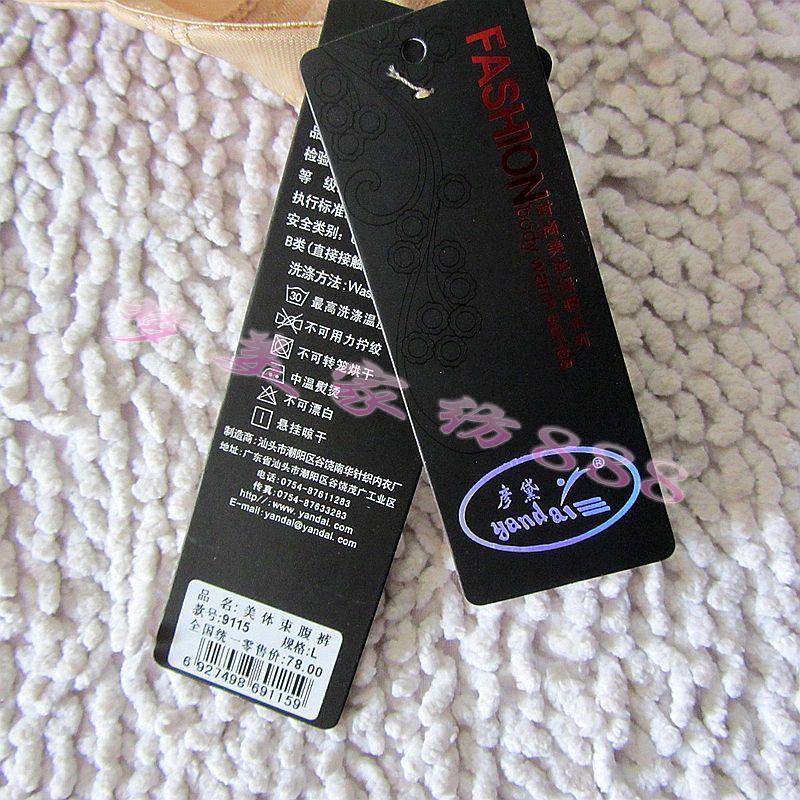 FASHION
body warm series
彦黛
yandai
®
检验
等 级
执行标准
安全类别:
B类(直接接触
洗涤方法:Was
30 最高洗涤温度
不可用力拧绞
不可转笼烘干
中温熨烫
不可漂白
悬挂晾干
制造商:汕头市潮阳区谷饶南华针织内衣厂
地址:广东省汕头市潮阳区谷饶茂广工业区
电话:0754-87611283
传真:0754-87633283
http//:www.yandai.com
E-mail:yandai@yandai.com
品 名:美体束腹裤
款号:9115 规格:L
全国统一零售价:78.00
6 927498 691159
美家纺888